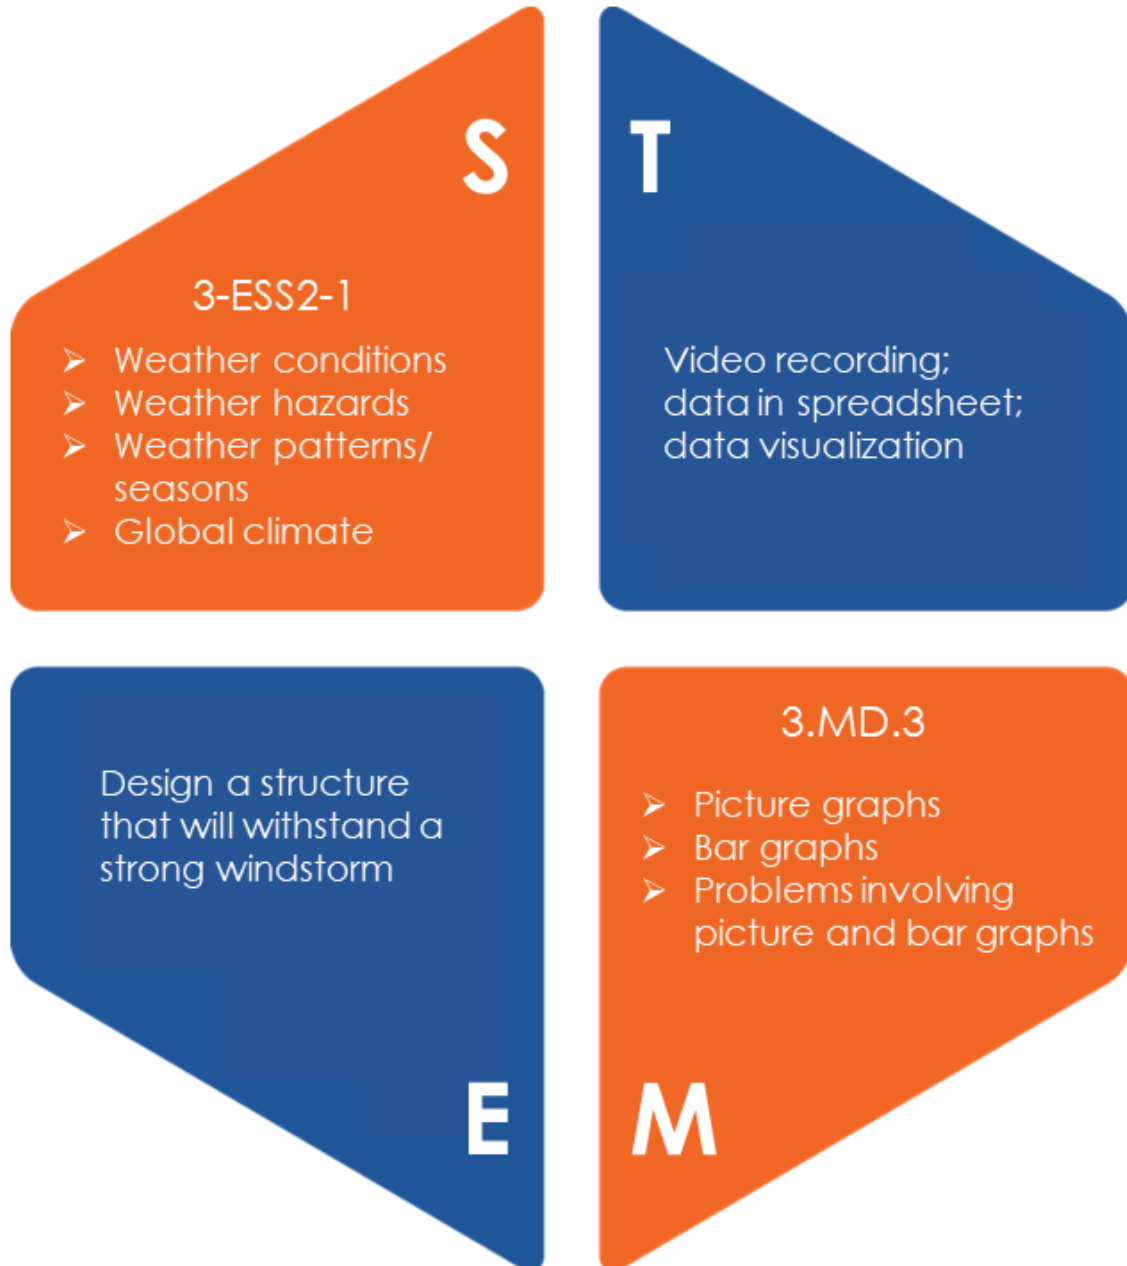 S
3-ESS2-1
➢ Weather conditions
➢ Weather hazards
➢ Weather patterns/
seasons
➢ Global climate
T
Video recording;
data in spreadsheet;
data visualization
Design a structure
that will withstand a
strong windstorm
E
3.MD.3
➢ Picture graphs
➢ Bar graphs
➢ Problems involving
picture and bar graphs
M